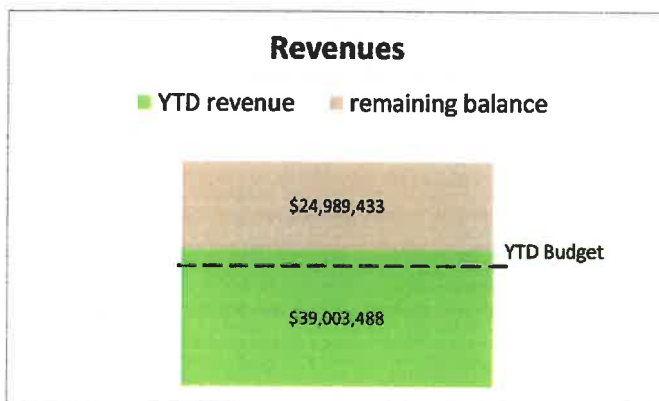 Revenues
YTD revenue remaining balance
$24,989,433
YTD Budget
$39,003,488